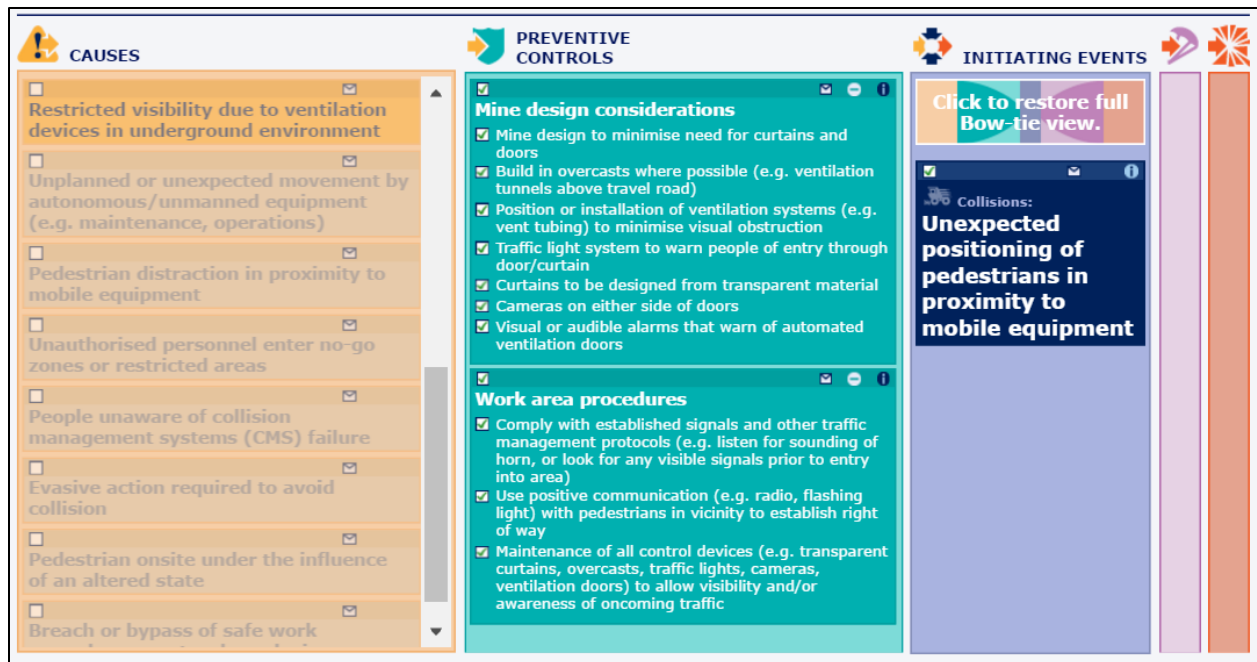 CAUSES
Restricted visibility due to ventilation
devices in underground environment
Unplanned or unexpected movement by
autonomous/unmanned equipment
(e.g. maintenance, operations)
Pedestrian distraction in proximity to
mobile equipment
Unauthorised personnel enter no-go
zones or restricted areas
People unaware of collision
management systems (CMS) failure
Evasive action required to avoid
collision
Pedestrian onsite under the influence
of an altered state
Breach or bypass of safe work
PREVENTIVE
CONTROLS
Mine design considerations
Mine design to minimise need for curtains and
doors
Build in overcasts where possible (e.g. ventilation
tunnels above travel road)
Position or installation of ventilation systems (e.g.
vent tubing) to minimise visual obstruction
Traffic light system to warn people of entry through
door/curtain
Curtains to be designed from transparent material
Cameras on either side of doors
Visual or audible alarms that warn of automated
ventilation doors
Work area procedures
Comply with established signals and other traffic
management protocols (e.g. listen for sounding of
horn, or look for any visible signals prior to entry
into area)
Use positive communication (e.g. radio, flashing
light) with pedestrians in vicinity to establish right
of way
Maintenance of all control devices (e.g. transparent
curtains, overcasts, traffic lights, cameras,
ventilation doors) to allow visibility and/or
awareness of oncoming traffic
INITIATING EVENTS
Click to restore full
Bow-tie view.
Collisions:
Unexpected
positioning of
pedestrians in
proximity to
mobile equipment